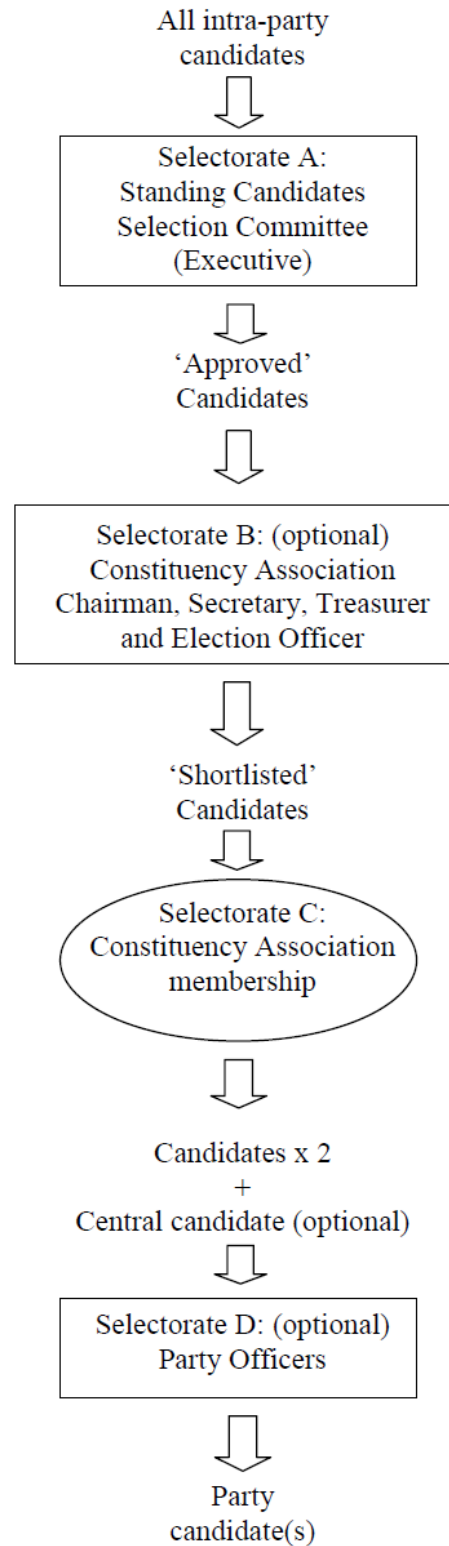 All intra-party
candidates
Selectorate A:
Standing Candidates
Selection Committee
(Executive)
‘Approved’
Candidates
Selectorate B: (optional)
Constituency Association
Chairman, Secretary, Treasurer
and Election Officer
‘Shortlisted’
Candidates
Selectorate C:
Constituency Association
membership
Candidates x 2
+
Central candidate (optional)
Selectorate D: (optional)
Party Officers
Party
candidate(s)